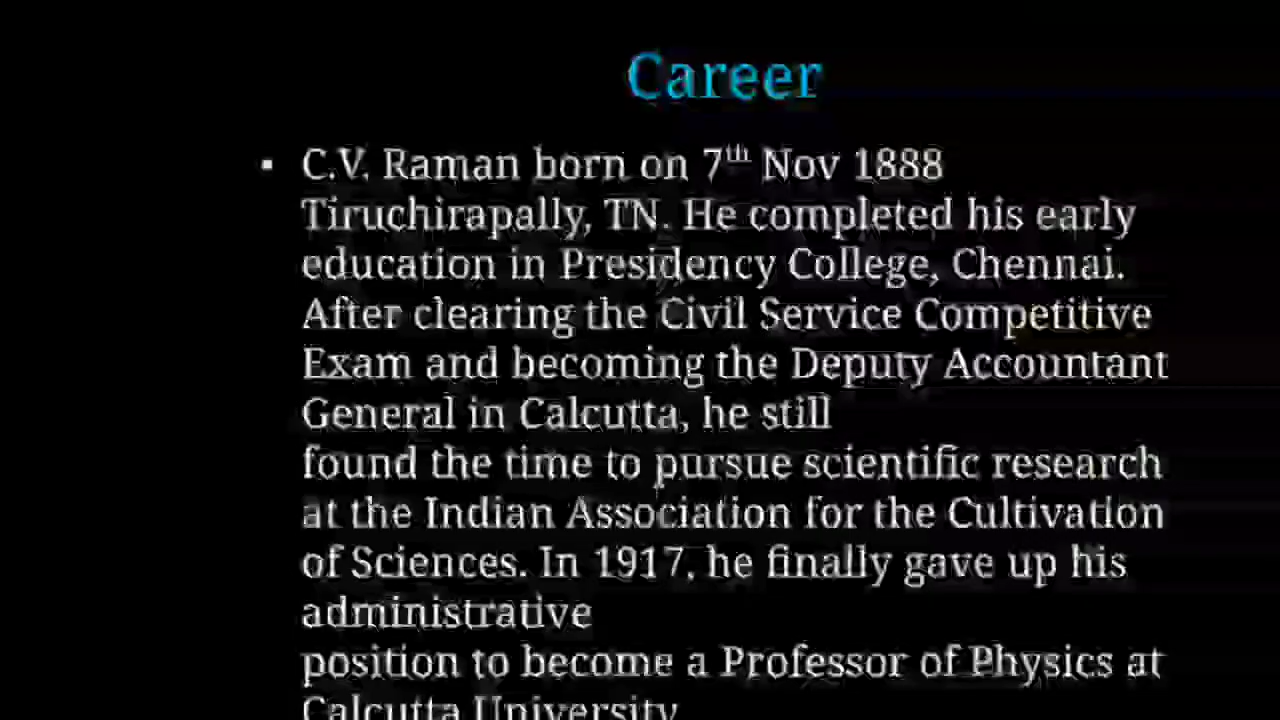 Career
▪ C.V. Raman born on 7th Nov 1888
Tiruchirapally, TN. He completed his early
education in Presidency College, Chennai.
After clearing the Civil Service Competitive
Exam and becoming the Deputy Accountant
General in Calcutta, he still
found the time to pursue scientific research
at the Indian Association for the Cultivation
of Sciences. In 1917, he finally gave up his
administrative
position to become a Professor of Physics at
Calcutta University